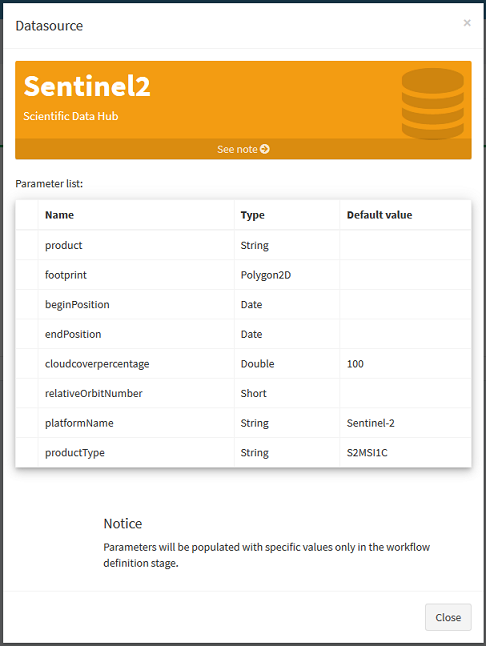 Datasource
×
Sentinel2
Scientific Data Hub
See note
Parameter list:
Name Type Default value
product String
footprint Polygon2D
beginPosition Date
endPosition Date
cloudcoverpercentage Double 100
relativeOrbitNumber Short
platformName String Sentinel-2
productType String S2MSI1C
Notice
Parameters will be populated with specific values only in the workflow
definition stage.
Close